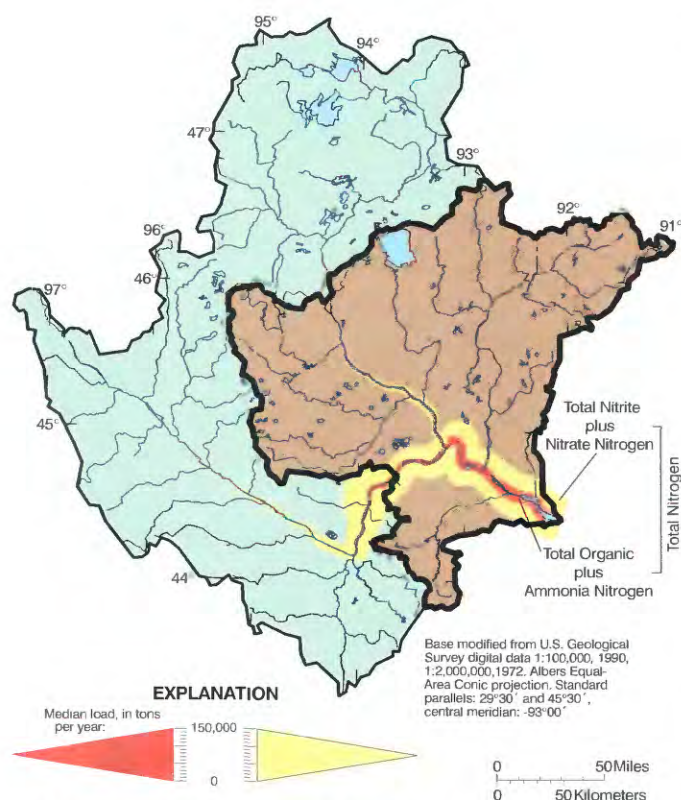 95°
94°
47°
93°
92°
91°
96°
46°
97°
45°
Total Nitrite
plus
Nitrate Nitrogen
Total Nitrogen
Total Organic
plus
Ammonia Nitrogen
44°
Base modified from U.S. Geological
Survey digital data 1:100,000, 1990,
1:2,000,000,1972. Albers Equal-
Area Conic projection. Standard
parallels: 29°30´ and 45°30´,
central meridian: -93°00´
EXPLANATION
Median load, in tons
per year:
150,000
0
0 50 Miles
0 50 Kilometers